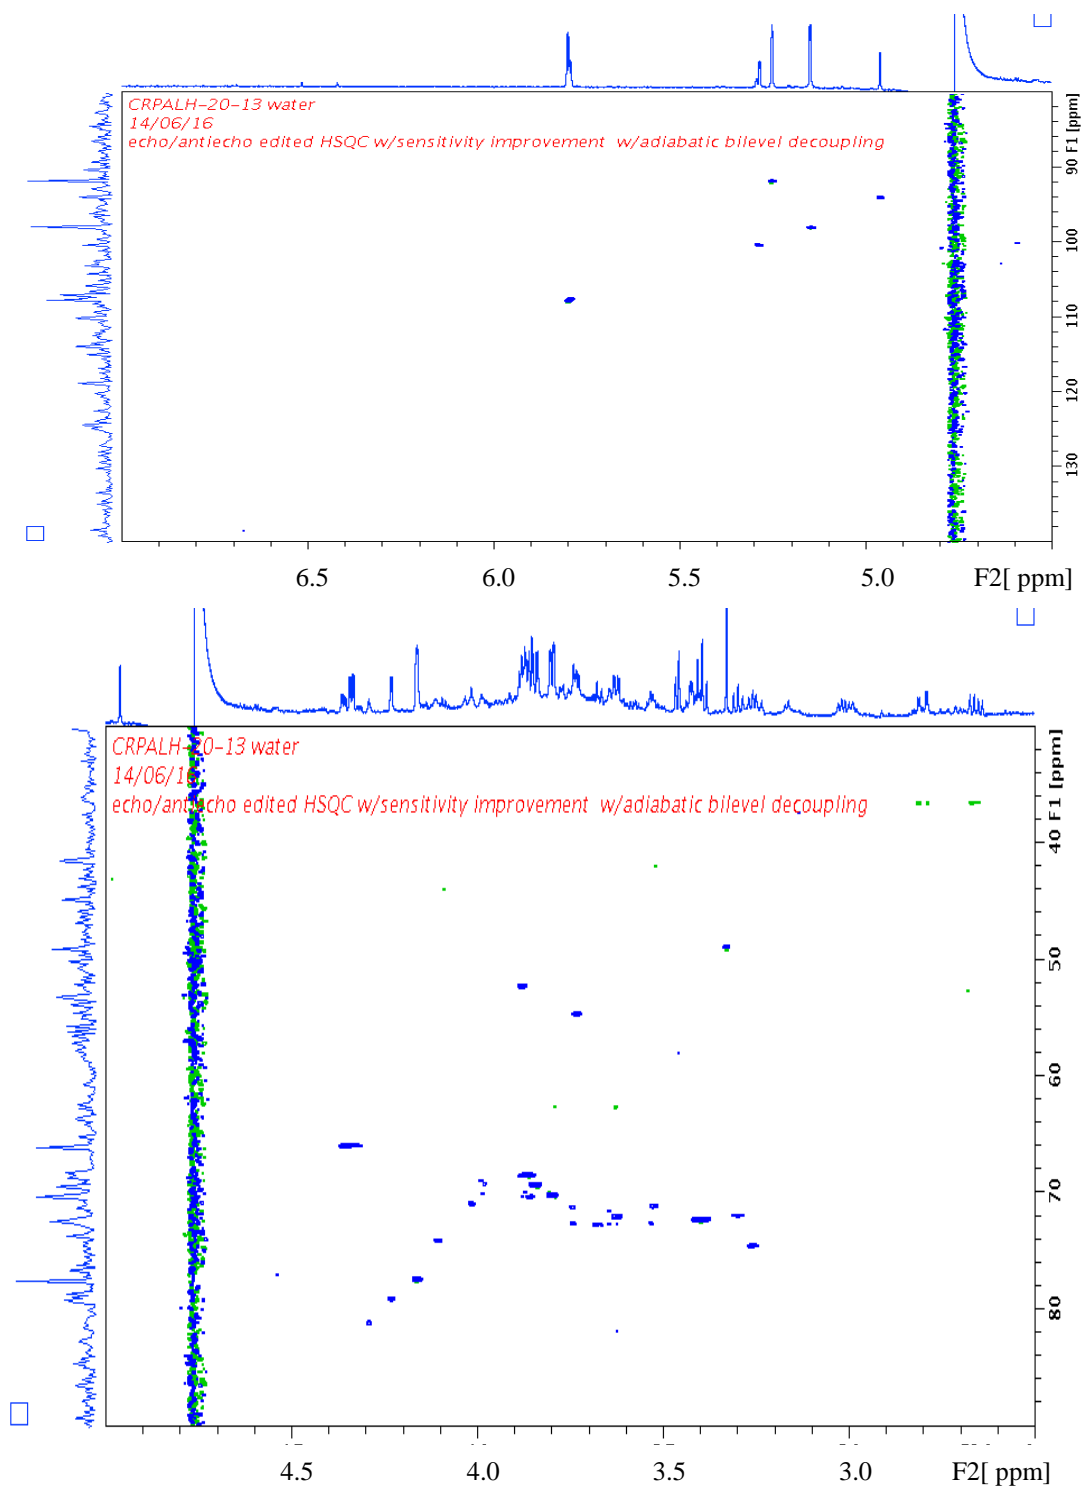 CRPALH-20-13 water
14/06/16
echo/antiecho edited HSQC w/sensitivity improvement w/adiabatic bilevel decoupling
90 F1 [ppm]
100
110
120
130
6.5 6.0 5.5 5.0 F2[ ppm]
CRPALH-20-13 water
14/06/16
echo/antiecho edited HSQC w/sensitivity improvement w/adiabatic bilevel decoupling
40 F1 [ppm]
50
60
70
80
4.5 4.0 3.5 3.0 F2[ ppm]